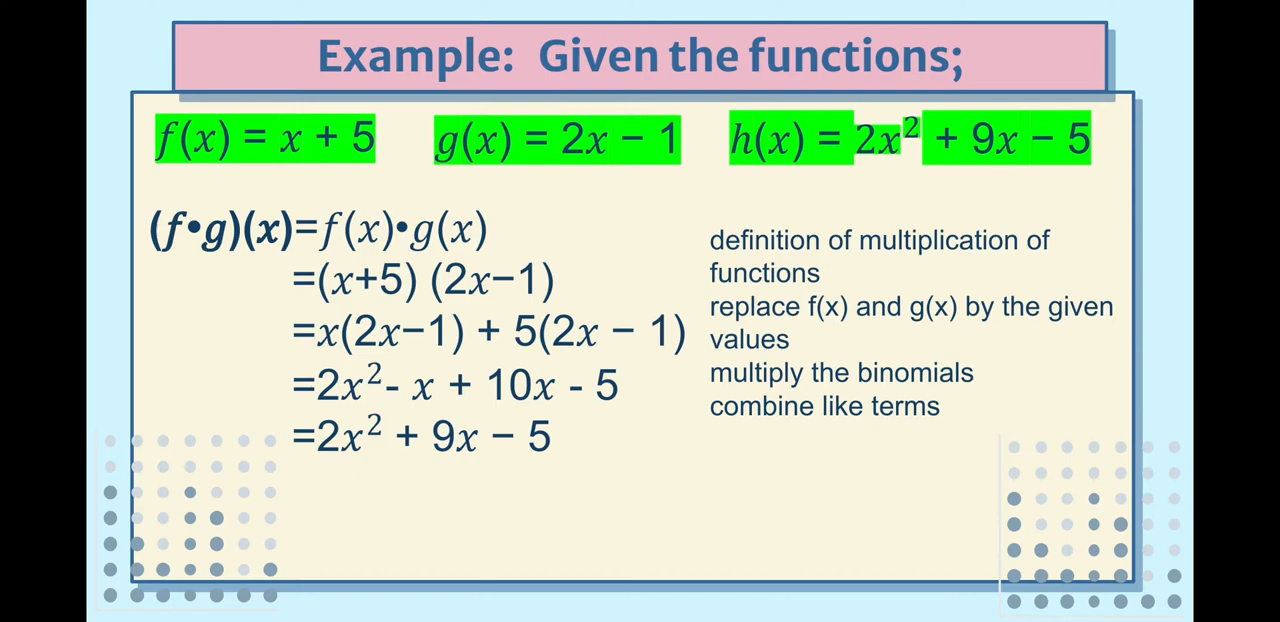 Example: Given the functions;
f(x) = x + 5
g(x) = 2x − 1
h(x) = 2x² + 9x − 5
(f•g)(x)=f(x)•g(x)
=(x+5) (2x−1)
=x(2x−1) + 5(2x − 1)
=2x²- x + 10x - 5
=2x² + 9x − 5
definition of multiplication of
functions
replace f(x) and g(x) by the given
values
multiply the binomials
combine like terms